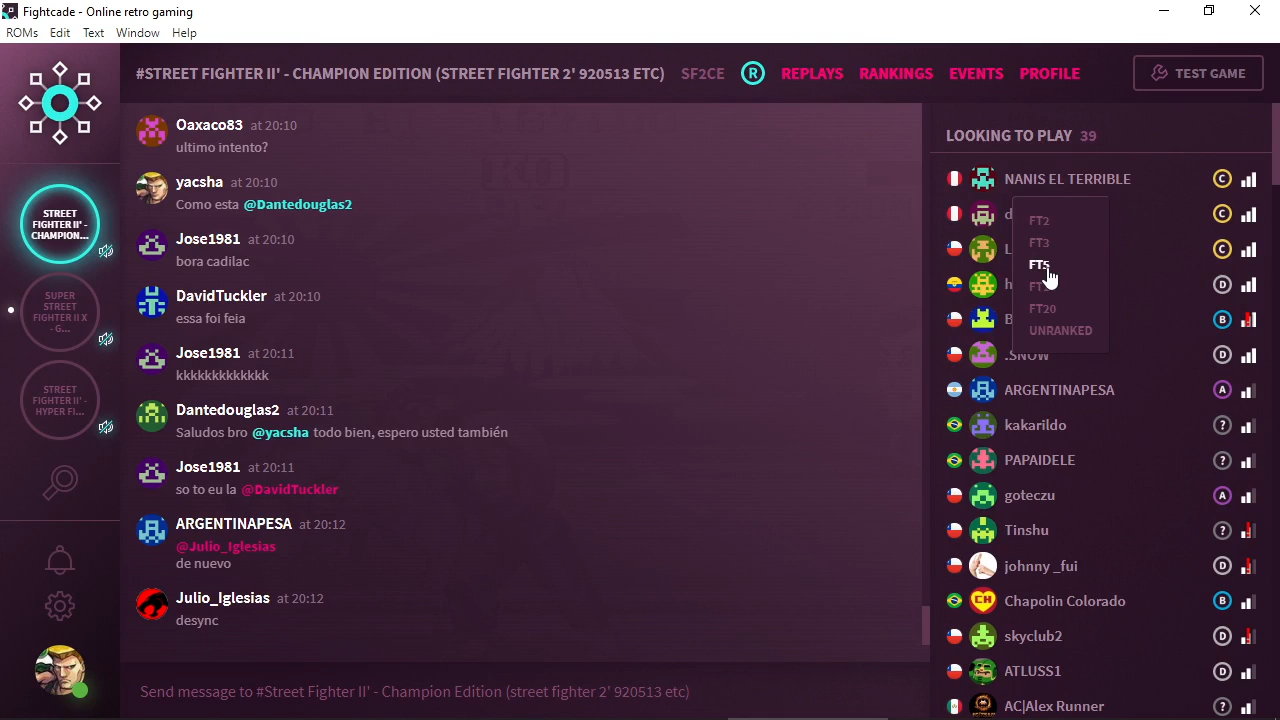 Fightcade - Online retro gaming
ROMs Edit Text Window Help
#STREET FIGHTER II' - CHAMPION EDITION (STREET FIGHTER 2' 920513 ETC) SF2CE R REPLAYS RANKINGS EVENTS PROFILE TEST GAME
STREET
FIGHTER II' -
CHAMPION...
SUPER
STREET
FIGHTER II X
- G...
STREET
FIGHTER II' -
HYPER FI...
Oaxaco83 at 20:10
ultimo intento?
yacsha at 20:10
Como esta @Dantedouglas2
Jose1981 at 20:10
bora cadilac
DavidTuckler at 20:10
essa foi feia
Jose1981 at 20:11
kkkkkkkkkkkkk
Dantedouglas2 at 20:11
Saludos bro @yacsha todo bien, espero usted también
Jose1981 at 20:11
so to eu la @DavidTuckler
ARGENTINAPESA at 20:12
@Julio_Iglesias
de nuevo
Julio_Iglesias at 20:12
desync
Send message to #Street Fighter II' - Champion Edition (street fighter 2' 920513 etc)
LOOKING TO PLAY 39
NANIS EL TERRIBLE C
d C
L C
h D
B B
.SNOW D
FT2
FT3
FT5
FT20
UNRANKED
ARGENTINAPESA A
kakarildo ?
PAPAIDELE ?
goteczu A
Tinshu ?
johnny _fui D
CH Chapolin Colorado B
skyclub2 D
ATLUSS1 D
AC|Alex Runner ?